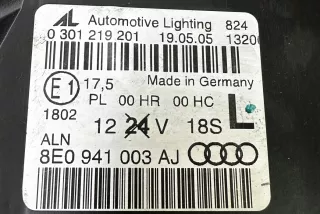 AL Automotive Lighting 824
0 301 219 201 19.05.05 1320
E1 17,5 Made in Germany
PL 00 HR 00 HC
1802 L
12 24 V 18S
ALN
8E0 941 003 AJ